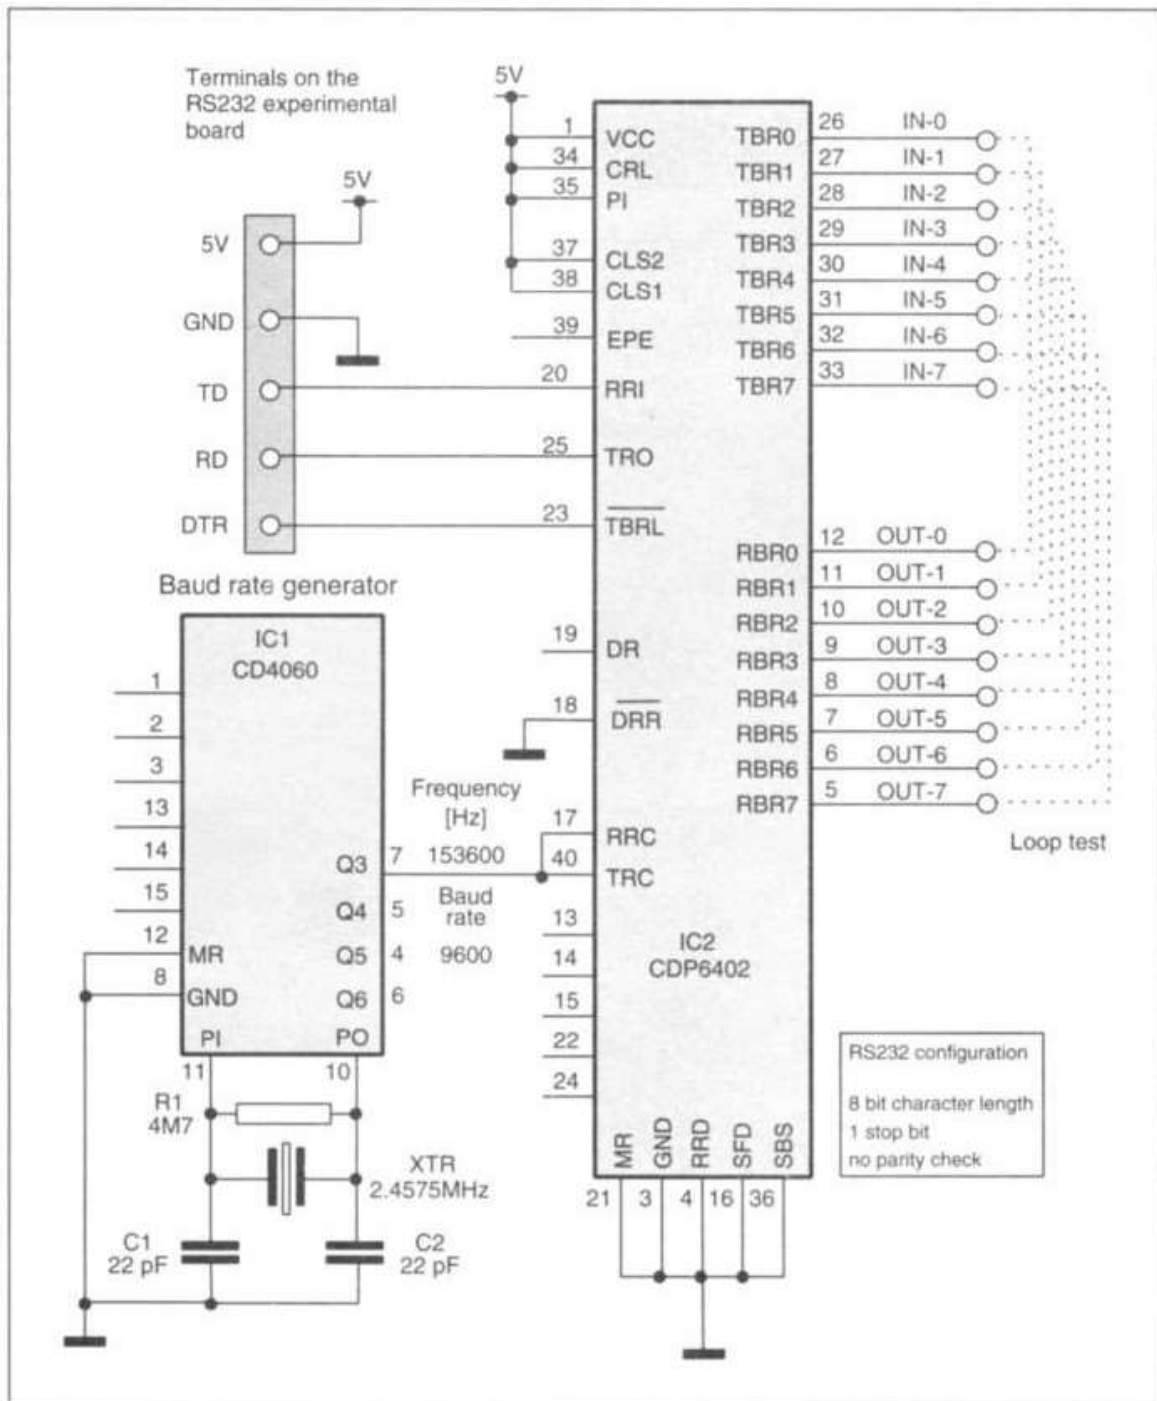 Terminals on the
RS232 experimental
board
5V
5V
GND
TD
RD
DTR
5V
1 VCC
34 CRL
35 PI
37 CLS2
38 CLS1
39 EPE
20 RRI
25 TRO
23 TBRL
19 DR
18 DRR
17 RRC
40 TRC
13
14
15
22
24
TBR0 26 IN-0
TBR1 27 IN-1
TBR2 28 IN-2
TBR3 29 IN-3
TBR4 30 IN-4
TBR5 31 IN-5
TBR6 32 IN-6
TBR7 33 IN-7
RBR0 12 OUT-0
RBR1 11 OUT-1
RBR2 10 OUT-2
RBR3 9 OUT-3
RBR4 8 OUT-4
RBR5 7 OUT-5
RBR6 6 OUT-6
RBR7 5 OUT-7
Loop test
IC2
CDP6402
MR GND RRD SFD SBS
21 3 4 16 36
Baud rate generator
IC1
CD4060
1
2
3
13
14
15
12 MR
8 GND
Q3 7
Q4 5
Q5 4
Q6 6
PI PO
11 10
Frequency
[Hz]
153600
Baud
rate
9600
R1
4M7
XTR
2.4575MHz
C1
22 pF
C2
22 pF
RS232 configuration
8 bit character length
1 stop bit
no parity check